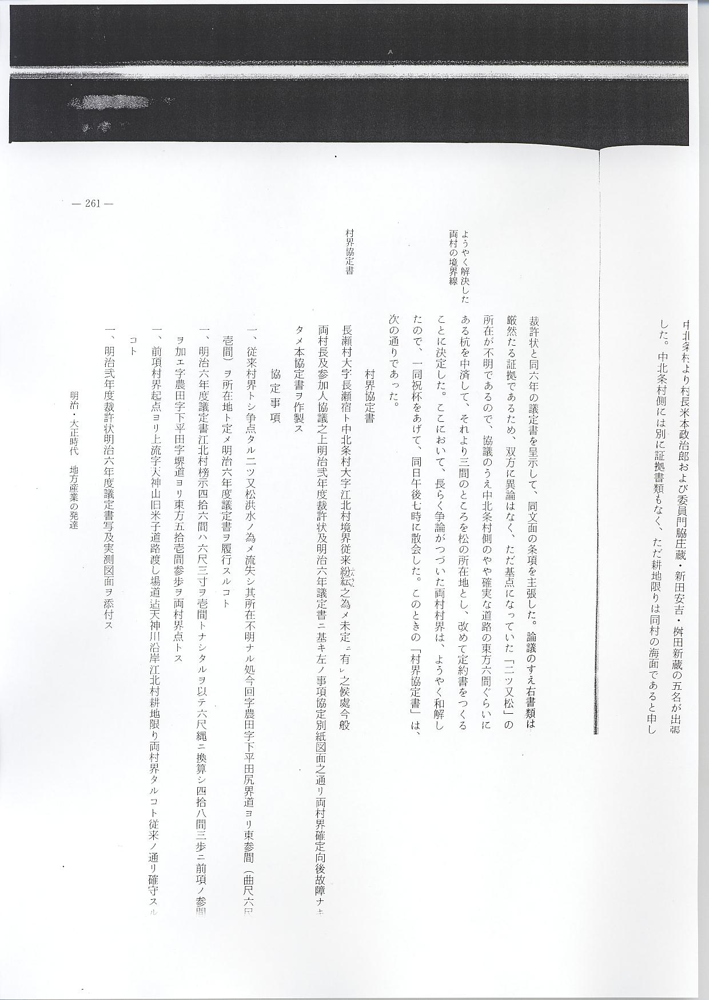 中北条村より村長米本政治郎および委員門脇庄蔵・新田安吉・桝田新蔵の五名が出張
した。中北条村側には別に証拠書類もなく、ただ耕地限りは同村の海面であると申し
裁許状と同六年の議定書を呈示して、同文面の条項を主張した。論議のすえ右書類は
厳然たる証拠であるため、双方に異論はなく、ただ基点になっていた「二ツ又松」の
所在が不明であるので、協議のうえ中北条村側のやや確実な道路の東方六間ぐらいに
ようやく解決した
両村の境界線
ある杭を中済して、それより三間のところを松の所在地とし、改めて定約書をつくる
ことに決定した。ここにおいて、長らく争論がつづいた両村村界は、ようやく和解し
たので、一同祝杯をあげて、同日午後七時に散会した。このときの「村界協定書」は、
次の通りであった。
村界協定書
村界協定書
長瀬村大字長瀬宿ト中北条村大字江北村境界従来紛紜之為メ未定ニ有レ之候處今般
ふんうん
両村長及参加人協議之上明治弐年度裁許状及明治六年議定書ニ基キ左ノ事項協定別紙図面之通リ両村界確定向後故障ナキ
タメ本協定書ヲ作製ス
協定事項
一、従来村界トシ争点タル二ツ又松洪水ノ為メ流失シ其所在不明ナル処今回字農田字下平田尻界道ヨリ東参間（曲尺六尺
壱間）ヲ所在地ト定メ明治六年度議定書ヲ履行スルコト
一、明治六年度議定書江北村榜示四拾六間ハ六尺三寸ヲ壱間トナシタルヲ以テ六尺縄ニ換算シ四拾八間三歩ニ前項ノ参間
ヲ加エ字農田字下平田字堺道ヨリ東方五拾壱間参歩ヲ両村界点トス
一、前項村界起点ヨリ上流字天神山旧米子道路渡し場道迠天神川沿岸江北村耕地限り両村界タルコト従来ノ通リ確守スル
コト
一、明治弐年度裁許状明治六年度議定書写及実測図面ヲ添付ス
明治・大正時代 地方産業の発達
— 261 —